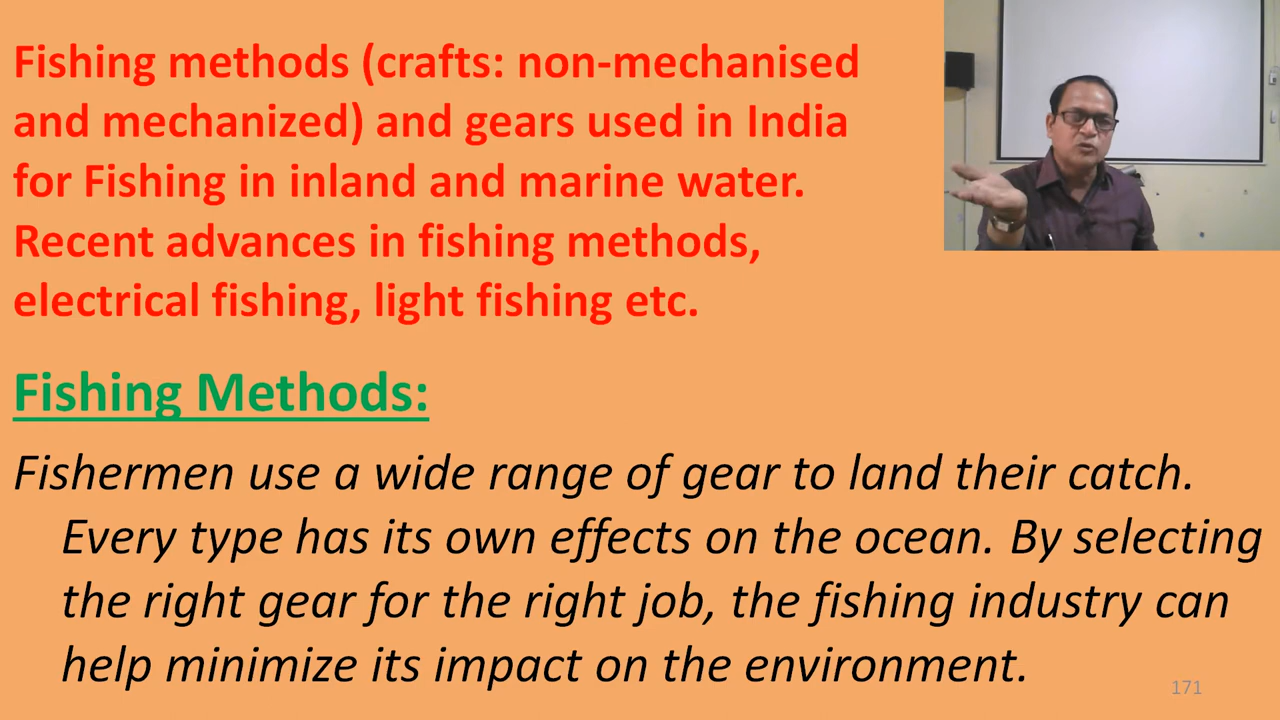 Fishing methods (crafts: non-mechanised
and mechanized) and gears used in India
for Fishing in inland and marine water.
Recent advances in fishing methods,
electrical fishing, light fishing etc.
Fishing Methods:
Fishermen use a wide range of gear to land their catch.
Every type has its own effects on the ocean. By selecting
the right gear for the right job, the fishing industry can
help minimize its impact on the environment.
171